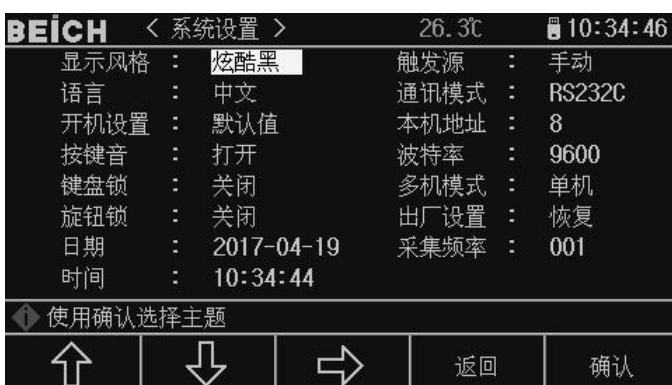 BEICH < 系统设置 > 26.3℃ 10:34:46
显示风格 : 炫酷黑 触发源 : 手动
语言 : 中文 通讯模式 : RS232C
开机设置 : 默认值 本机地址 : 8
按键音 : 打开 波特率 : 9600
键盘锁 : 关闭 多机模式 : 单机
旋钮锁 : 关闭 出厂设置 : 恢复
日期 : 2017-04-19 采集频率 : 001
时间 : 10:34:44
使用确认选择主题
返回 确认